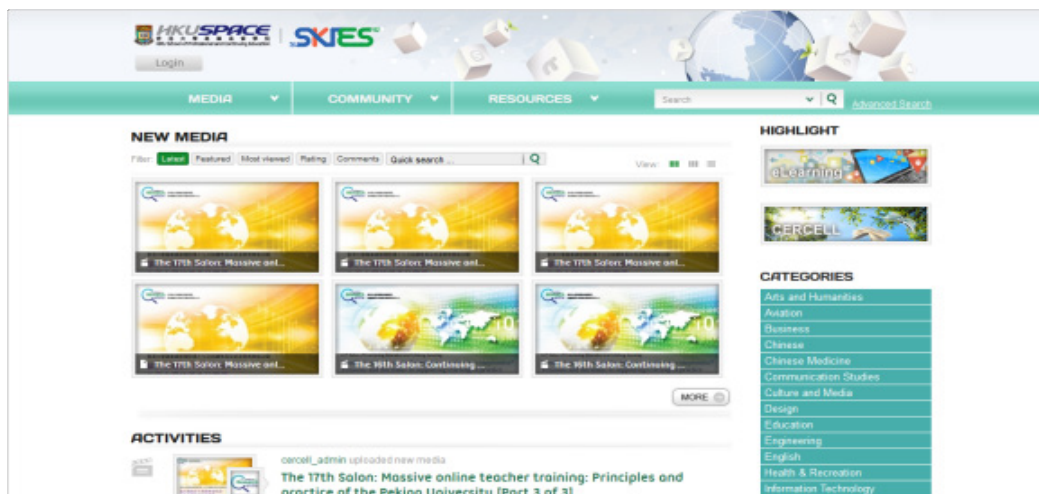 HKUSPACE
SKIES
Login
MEDIA
COMMUNITY
RESOURCES
Search
Advanced Search
NEW MEDIA
Filter: Latest Featured Most viewed Rating Comments Quick search ...
View:
The 17th Salon: Massive onl...
The 17th Salon: Massive onl...
The 17th Salon: Massive onl...
The 17th Salon: Massive onl...
The 16th Salon: Continuing ...
The 16th Salon: Continuing ...
MORE
ACTIVITIES
cercell_admin uploaded new media
The 17th Salon: Massive online teacher training: Principles and
practice of the Peking University [Part 3 of 3]
HIGHLIGHT
eLearning
CERCELL
CATEGORIES
Arts and Humanities
Aviation
Business
Chinese
Chinese Medicine
Communication Studies
Culture and Media
Design
Education
Engineering
English
Health & Recreation
Information Technology